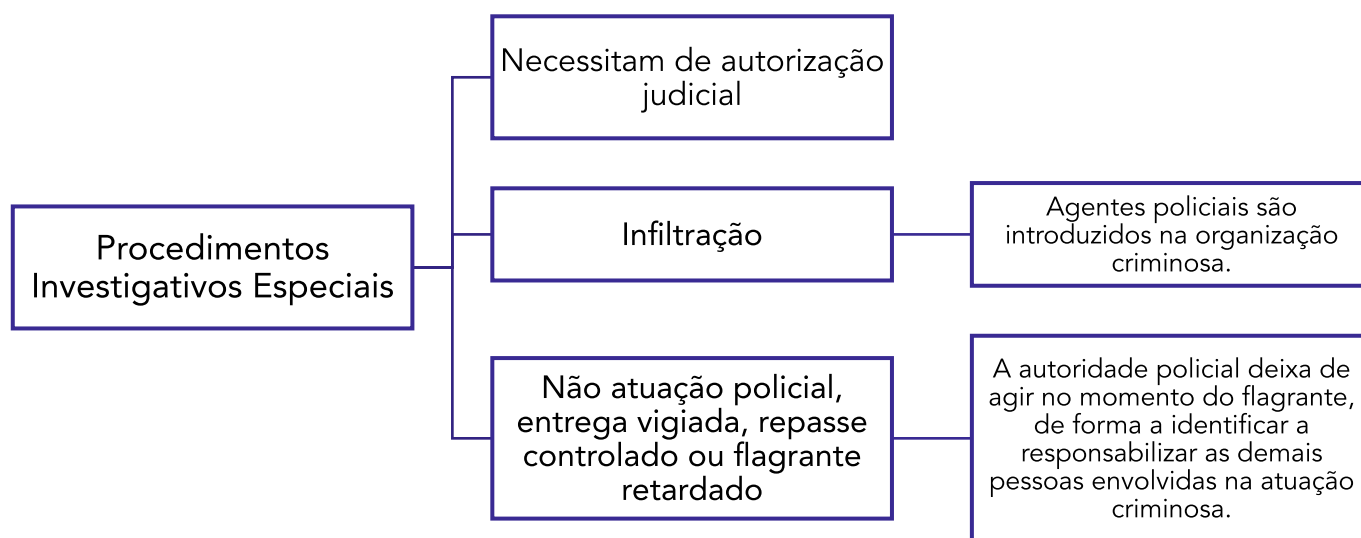 Necessitam de autorização
judicial
Procedimentos
Investigativos Especiais
Infiltração
Agentes policiais são
introduzidos na organização
criminosa.
Não atuação policial,
entrega vigiada, repasse
controlado ou flagrante
retardado
A autoridade policial deixa de
agir no momento do flagrante,
de forma a identificar a
responsabilizar as demais
pessoas envolvidas na atuação
criminosa.